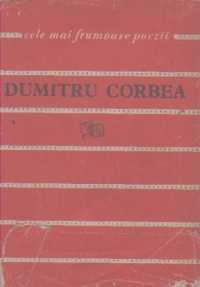 cele mai frumoase poezii
DUMITRU CORBEA